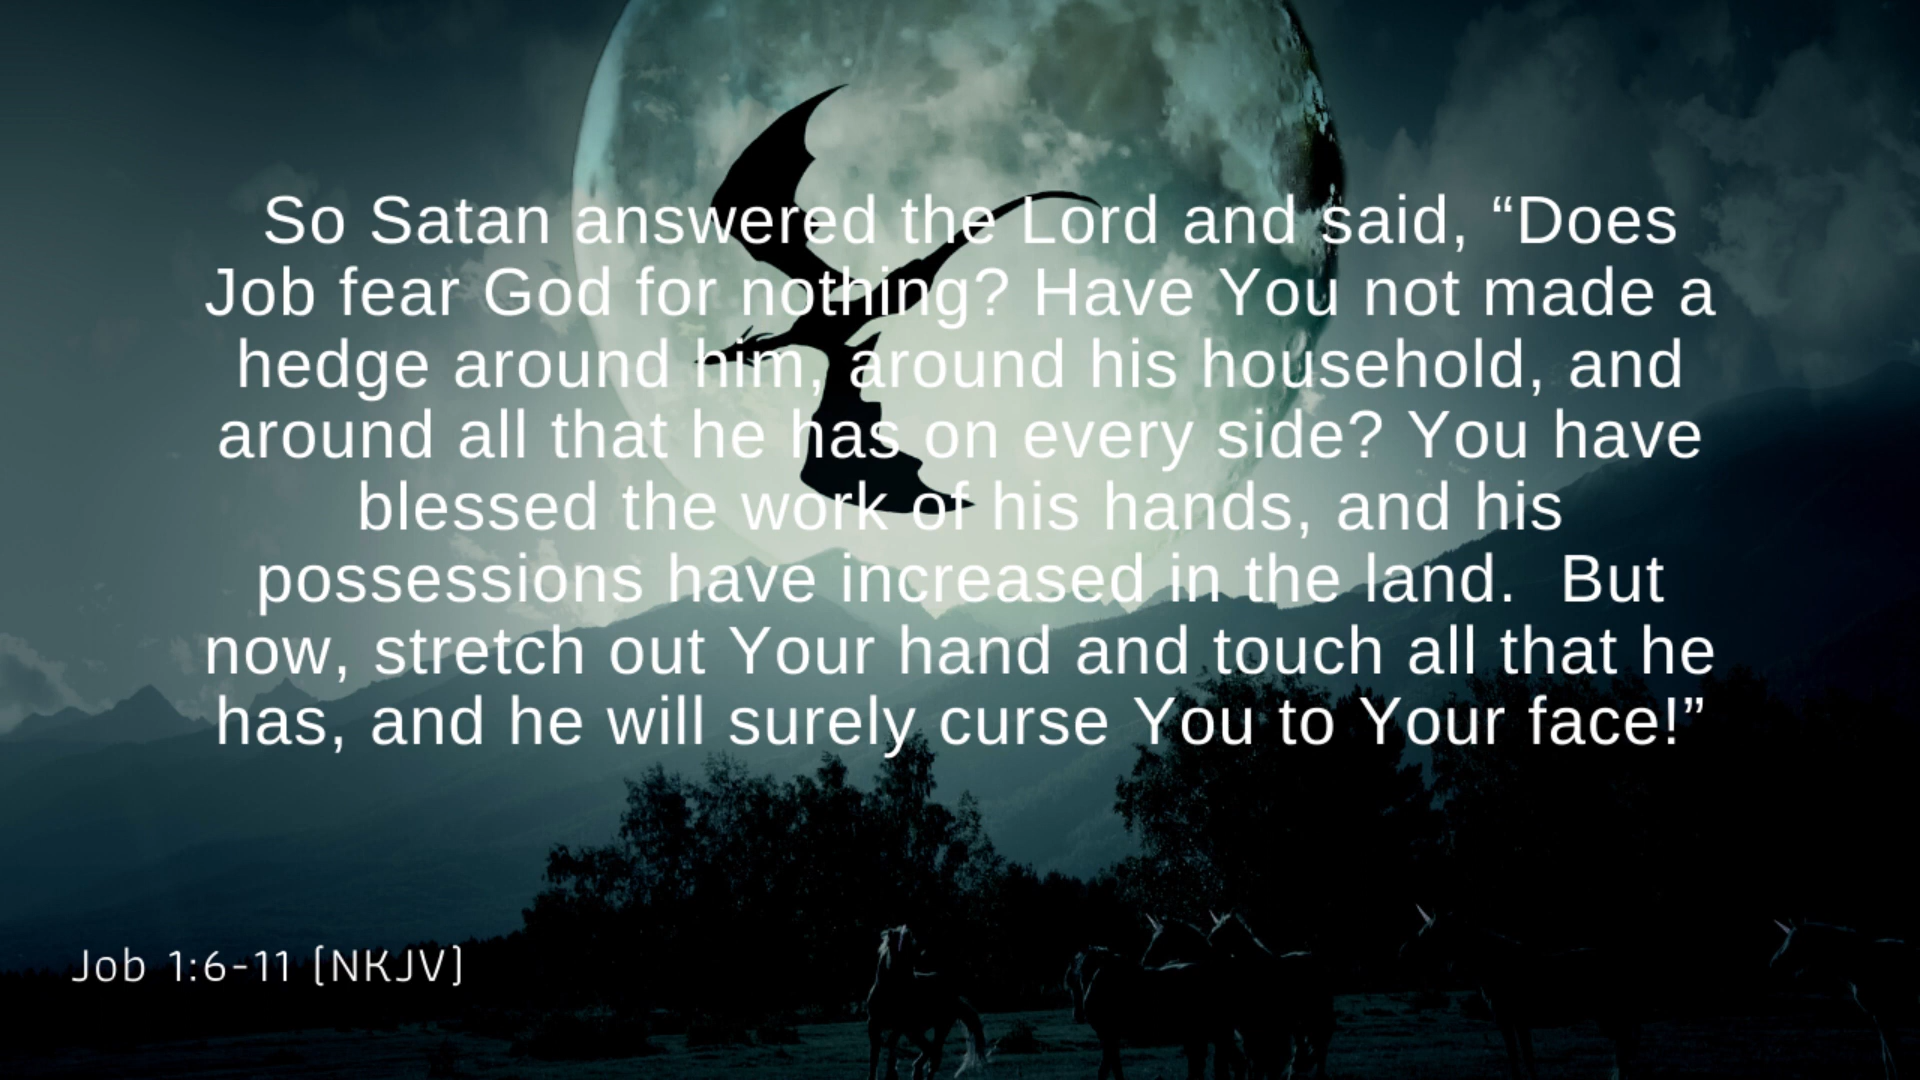 So Satan answered the Lord and said, “Does
Job fear God for nothing? Have You not made a
hedge around him, around his household, and
around all that he has on every side? You have
blessed the work of his hands, and his
possessions have increased in the land.  But
now, stretch out Your hand and touch all that he
has, and he will surely curse You to Your face!”
Job 1:6-11 [NKJV]